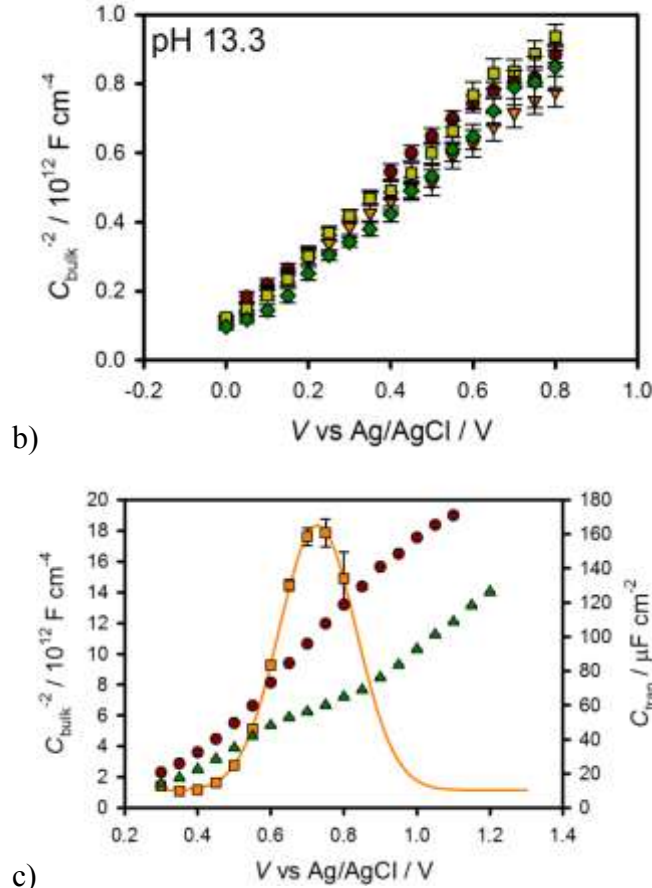 pH 13.3
C_bulk^-2 / 10^12 F cm^-4
1.0
0.8
0.6
0.4
0.2
0.0
-0.2 0.0 0.2 0.4 0.6 0.8 1.0
V vs Ag/AgCl / V
b)
C_bulk^-2 / 10^12 F cm^-4
20
18
16
14
12
10
8
6
4
2
0
180
160
140
120
100
80
60
40
20
0
C_trap / μF cm^-2
0.2 0.4 0.6 0.8 1.0 1.2 1.4
V vs Ag/AgCl / V
c)